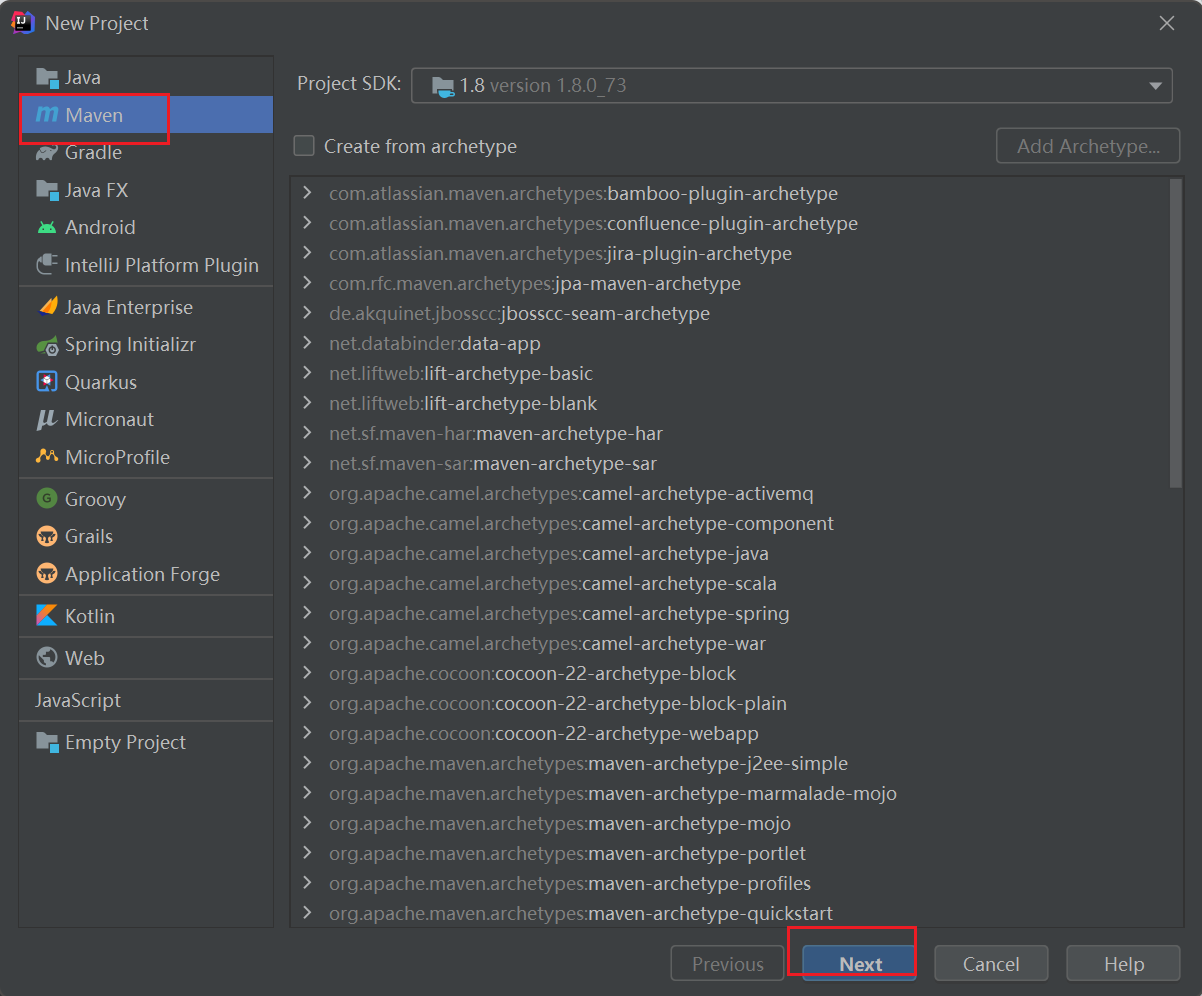 New Project
Java
Maven
Gradle
Java FX
Android
IntelliJ Platform Plugin
Java Enterprise
Spring Initializr
Quarkus
Micronaut
MicroProfile
Groovy
Grails
Application Forge
Kotlin
Web
JavaScript
Empty Project
Project SDK: 1.8 version 1.8.0_73
Create from archetype Add Archetype...
com.atlassian.maven.archetypes:bamboo-plugin-archetype
com.atlassian.maven.archetypes:confluence-plugin-archetype
com.atlassian.maven.archetypes:jira-plugin-archetype
com.rfc.maven.archetypes:jpa-maven-archetype
de.akquinet.jbosscc:jbosscc-seam-archetype
net.databinder:data-app
net.liftweb:lift-archetype-basic
net.liftweb:lift-archetype-blank
net.sf.maven-har:maven-archetype-har
net.sf.maven-sar:maven-archetype-sar
org.apache.camel.archetypes:camel-archetype-activemq
org.apache.camel.archetypes:camel-archetype-component
org.apache.camel.archetypes:camel-archetype-java
org.apache.camel.archetypes:camel-archetype-scala
org.apache.camel.archetypes:camel-archetype-spring
org.apache.camel.archetypes:camel-archetype-war
org.apache.cocoon:cocoon-22-archetype-block
org.apache.cocoon:cocoon-22-archetype-block-plain
org.apache.cocoon:cocoon-22-archetype-webapp
org.apache.maven.archetypes:maven-archetype-j2ee-simple
org.apache.maven.archetypes:maven-archetype-marmalade-mojo
org.apache.maven.archetypes:maven-archetype-mojo
org.apache.maven.archetypes:maven-archetype-portlet
org.apache.maven.archetypes:maven-archetype-profiles
org.apache.maven.archetypes:maven-archetype-quickstart
Previous Next Cancel Help